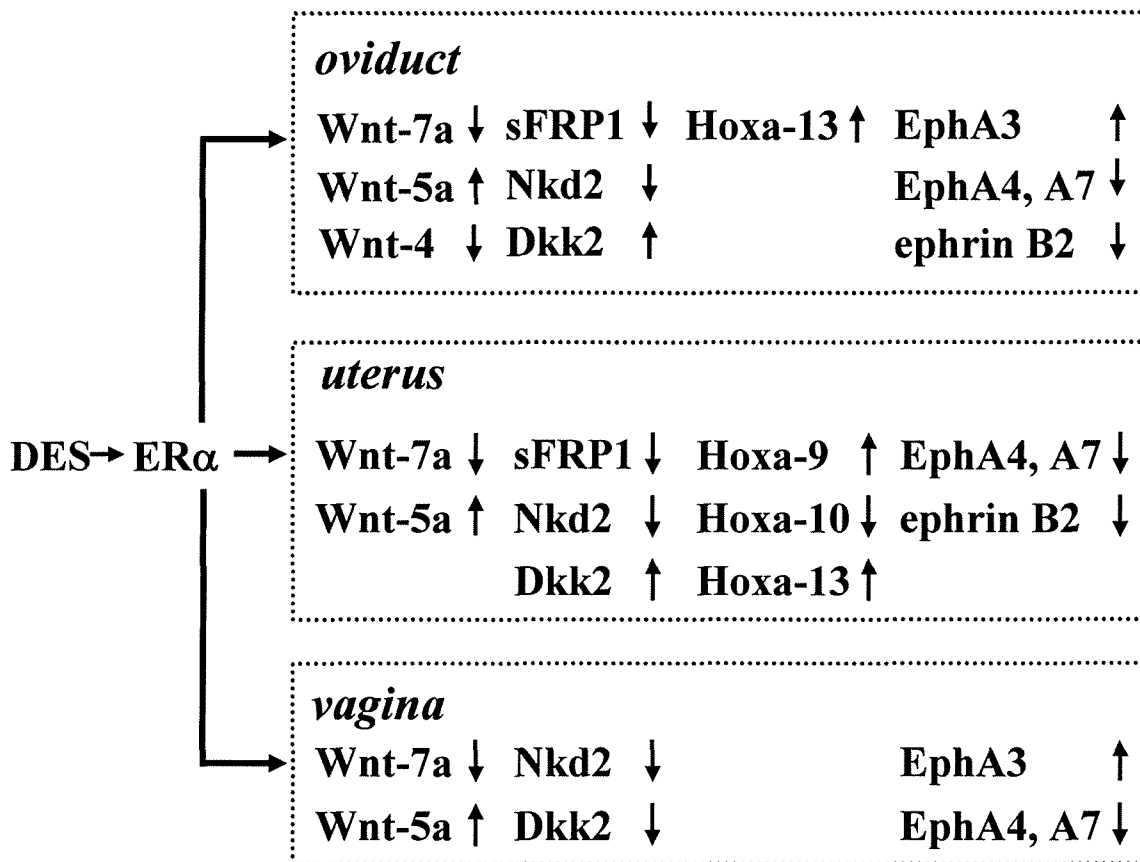 oviduct
Wnt-7a ↓ sFRP1 ↓ Hoxa-13 ↑ EphA3 ↑
Wnt-5a ↑ Nkd2 ↓ EphA4, A7 ↓
Wnt-4 ↓ Dkk2 ↑ ephrin B2 ↓
uterus
DES→ ERα → Wnt-7a ↓ sFRP1 ↓ Hoxa-9 ↑ EphA4, A7 ↓
Wnt-5a ↑ Nkd2 ↓ Hoxa-10 ↓ ephrin B2 ↓
Dkk2 ↑ Hoxa-13 ↑
vagina
Wnt-7a ↓ Nkd2 ↓ EphA3 ↑
Wnt-5a ↑ Dkk2 ↓ EphA4, A7 ↓